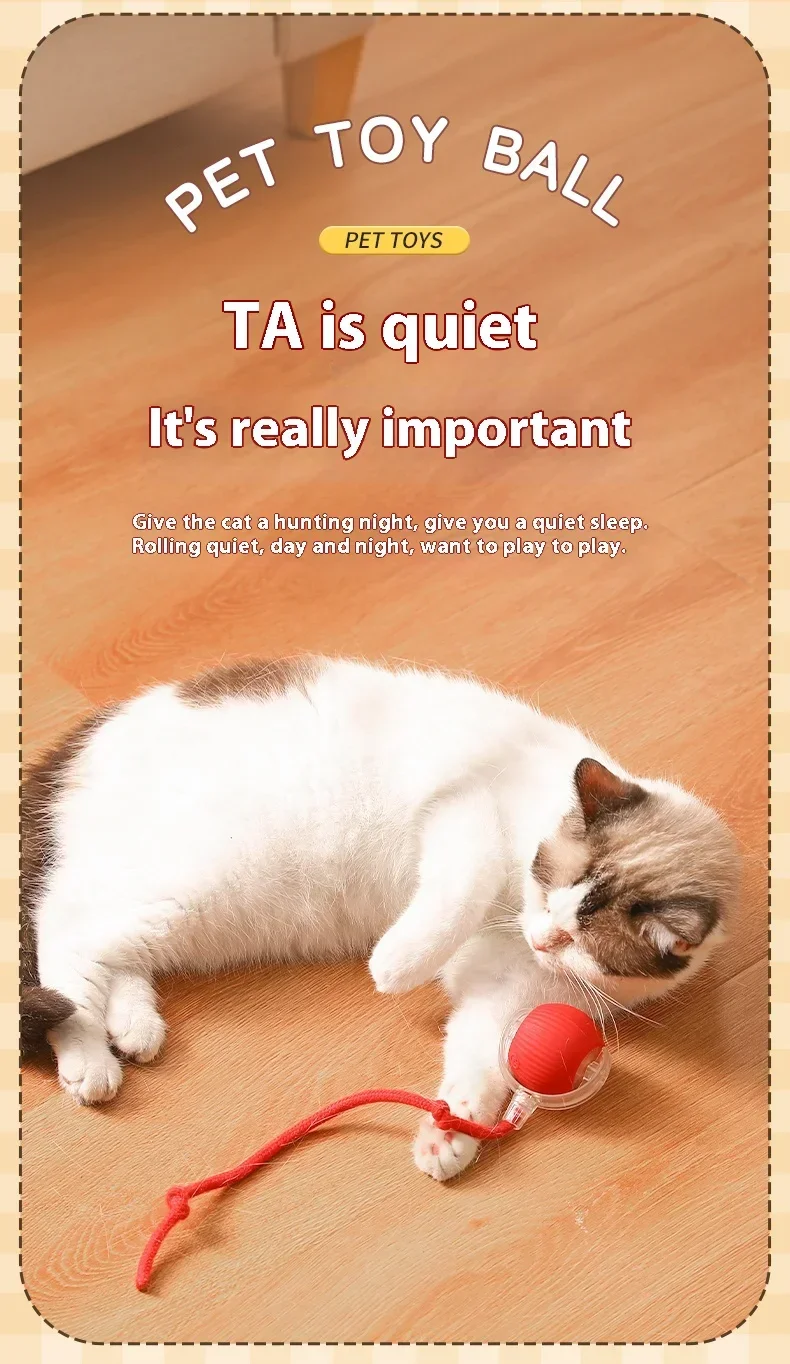 PET TOY BALL
PET TOYS
TA is quiet
It's really important
Give the cat a hunting night, give you a quiet sleep.
Rolling quiet, day and night, want to play to play.